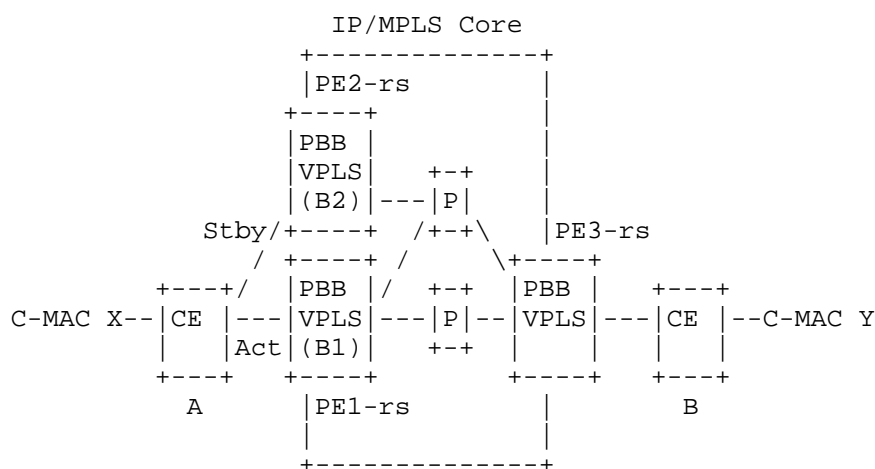 IP/MPLS Core
+--------------+
|PE2-rs        |
+----+         |
|PBB |         |
|VPLS|   +-+   |
|(B2)|---|P|   |
Stby/+----+  /+-+\   |PE3-rs
/ +----+ /     \+----+
+---+/  |PBB |/  +-+  |PBB |   +---+
C-MAC X--|CE |---|VPLS|---|P|--|VPLS|---|CE |--C-MAC Y
|   |Act|(B1)|   +-+  |    |   |   |
+---+   +----+        +----+   +---+
A     |PE1-rs        |       B
|              |
+--------------+